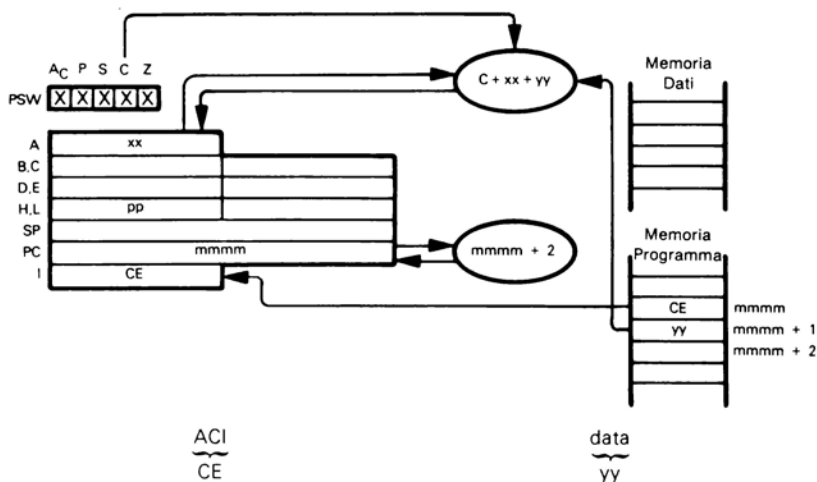 A_C P S C Z
PSW X X X X X
C + xx + yy
Memoria
Dati
A xx
B,C
D,E
H,L pp
SP
PC mmmm
I CE
mmmm + 2
Memoria
Programma
CE mmmm
yy mmmm + 1
mmmm + 2
ACI
CE
data
yy